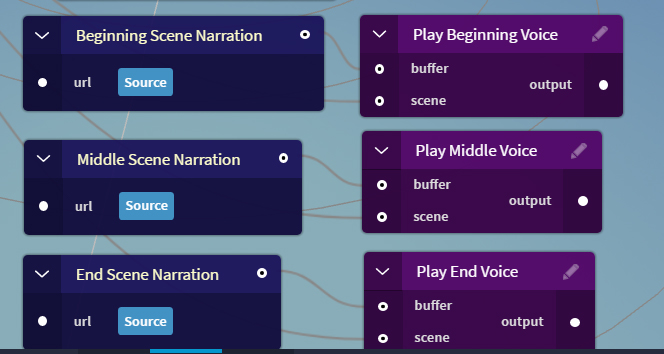 Beginning Scene Narration
url
Source
Play Beginning Voice
buffer
output
scene
Middle Scene Narration
url
Source
Play Middle Voice
buffer
output
scene
End Scene Narration
url
Source
Play End Voice
buffer
output
scene